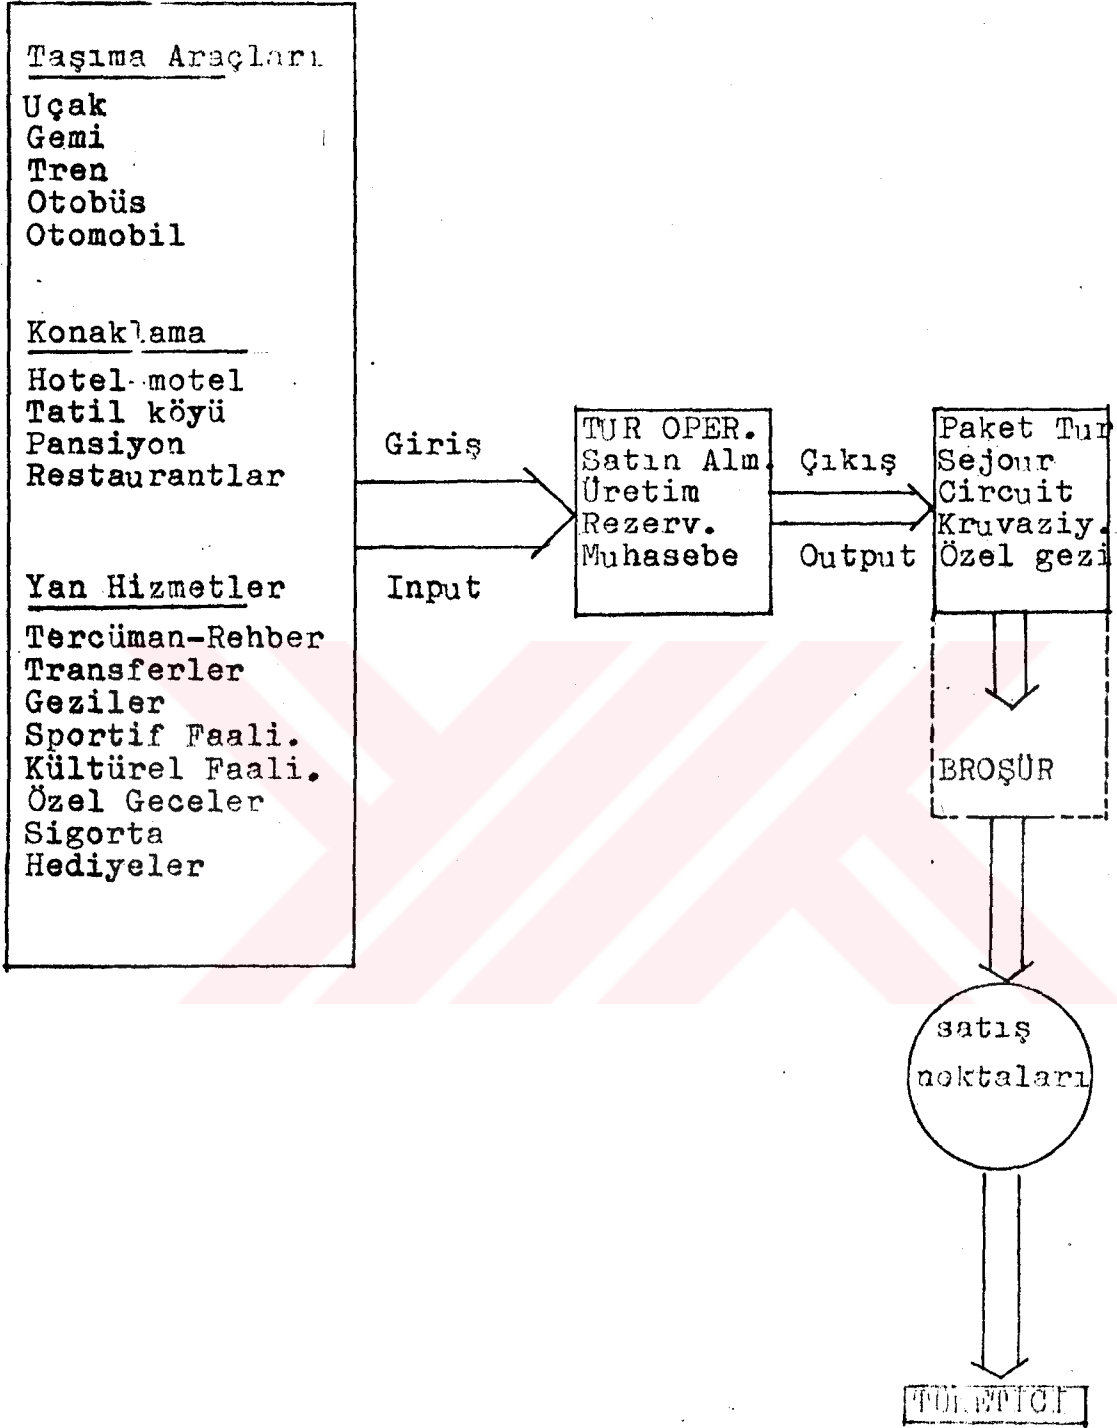 Taşıma Araçları
Uçak
Gemi
Tren
Otobüs
Otomobil
Konaklama
Hotel-motel
Tatil köyü
Pansiyon
Restaurantlar
Yan Hizmetler
Tercüman-Rehber
Transferler
Geziler
Sportif Faali.
Kültürel Faali.
Özel Geceler
Sigorta
Hediyeler
Giriş
Input
TUR OPER.
Satın Alm.
Üretim
Rezerv.
Muhasebe
Çıkış
Output
Paket Tur
Sejour
Circuit
Kruvaziy.
Özel gezi
BROŞÜR
satış
noktaları
TÜKETİCİ